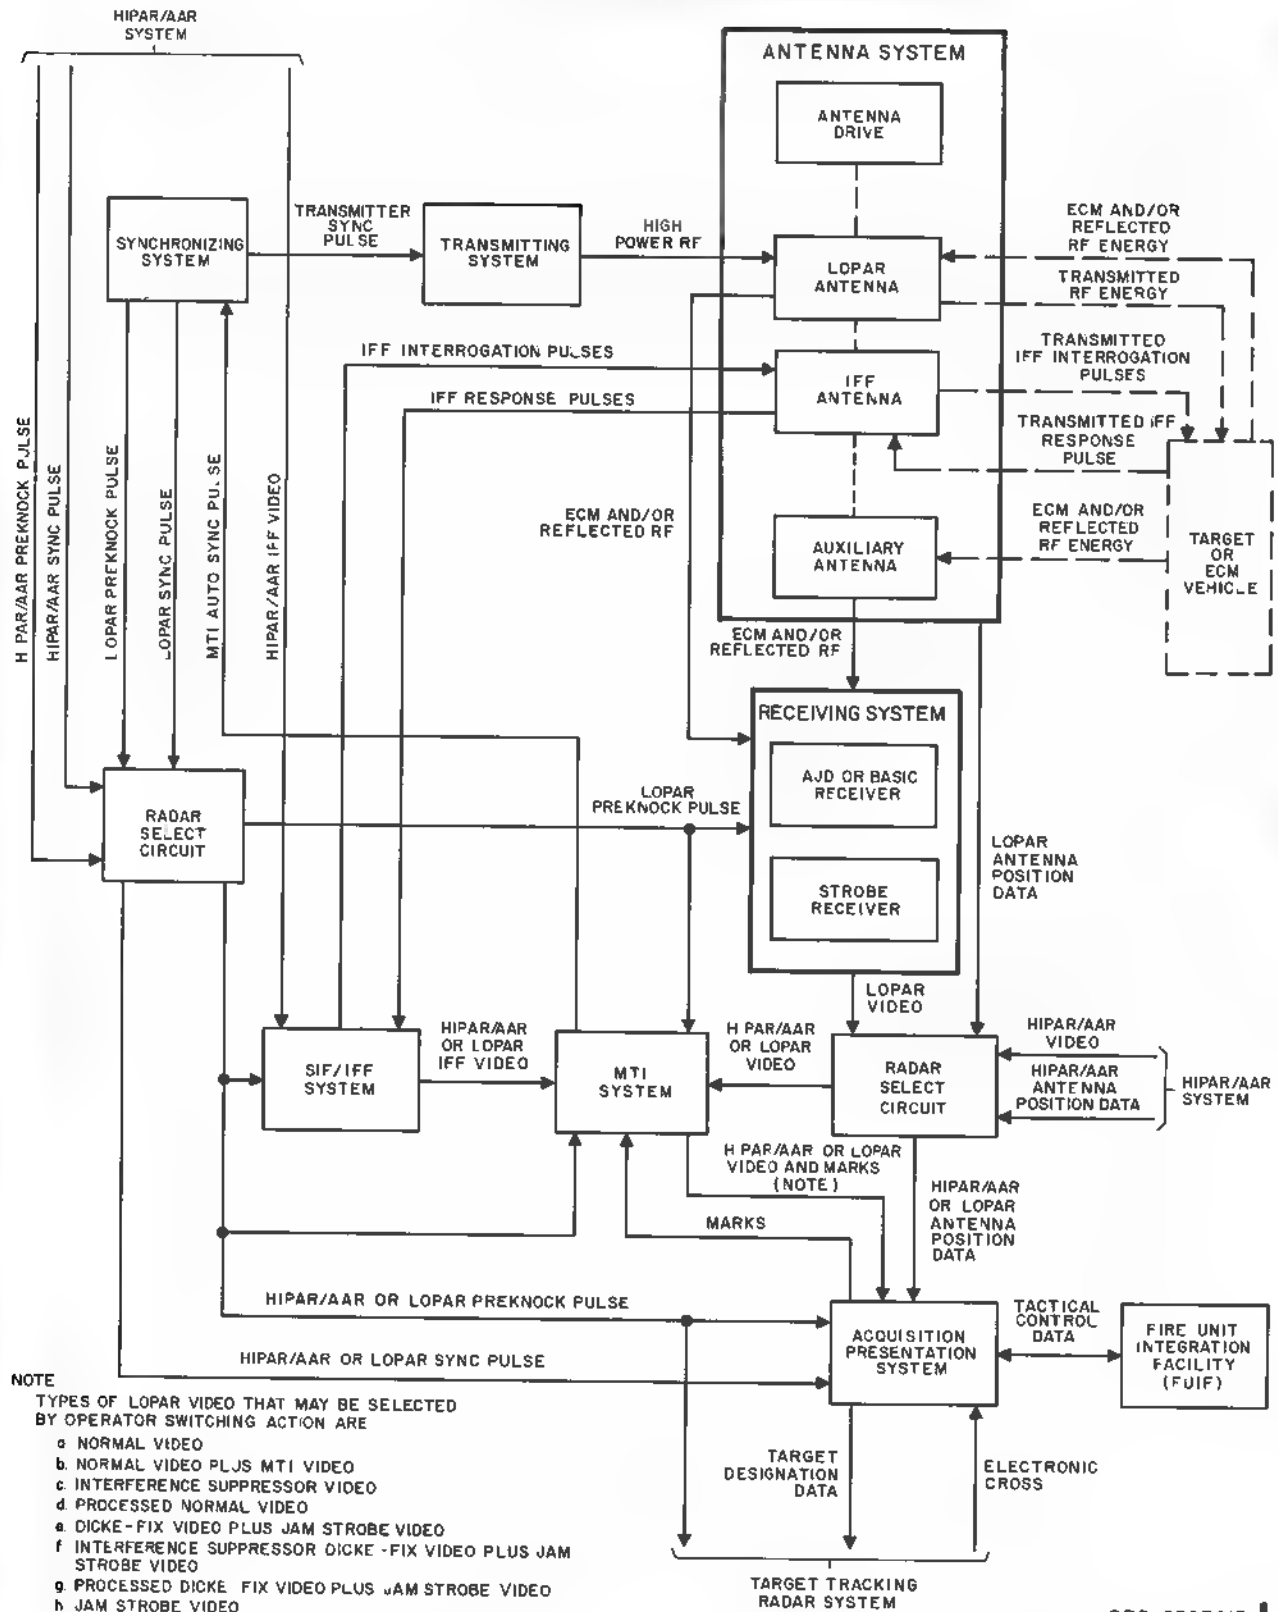 HIPAR/AAR
SYSTEM
ANTENNA SYSTEM
ANTENNA
DRIVE
SYNCHRONIZING
SYSTEM
TRANSMITTER
SYNC
PULSE
TRANSMITTING
SYSTEM
HIGH
POWER RF
LOPAR
ANTENNA
ECM AND/OR
REFLECTED
RF ENERGY
TRANSMITTED
RF ENERGY
IFF INTERROGATION PULSES
IFF
ANTENNA
TRANSMITTED
IFF INTERROGATION
PULSES
IFF RESPONSE PULSES
TRANSMITTED IFF
RESPONSE
PULSE
H PAR/AAR PREKNOCK PULSE
HIPAR/AAR SYNC PULSE
LOPAR PREKNOCK PULSE
LOPAR SYNC PULSE
MTI AUTO SYNC PULSE
HIPAR/AAR IFF VIDEO
ECM AND/OR
REFLECTED RF
AUXILIARY
ANTENNA
ECM AND/OR
REFLECTED
RF ENERGY
TARGET
OR
ECM
VEHICLE
ECM AND/OR
REFLECTED RF
RECEIVING SYSTEM
AJD OR BASIC
RECEIVER
STROBE
RECEIVER
RADAR
SELECT
CIRCUIT
LOPAR
PREKNOCK PULSE
LOPAR
ANTENNA
POSITION
DATA
LOPAR
VIDEO
SIF/IFF
SYSTEM
HIPAR/AAR
OR LOPAR
IFF VIDEO
MTI
SYSTEM
H PAR/AAR
OR LOPAR
VIDEO
RADAR
SELECT
CIRCUIT
HIPAR/AAR
VIDEO
HIPAR/AAR
ANTENNA
POSITION DATA
HIPAR/AAR
SYSTEM
H PAR/AAR OR LOPAR
VIDEO AND MARKS
(NOTE)
MARKS
HIPAR/AAR
OR LOPAR
ANTENNA
POSITION
DATA
HIPAR/AAR OR LOPAR PREKNOCK PULSE
HIPAR/AAR OR LOPAR SYNC PULSE
ACQUISITION
PRESENTATION
SYSTEM
TACTICAL
CONTROL
DATA
FIRE UNIT
INTEGRATION
FACILITY
(FUIF)
TARGET
DESIGNATION
DATA
ELECTRONIC
CROSS
TARGET TRACKING
RADAR SYSTEM
NOTE
TYPES OF LOPAR VIDEO THAT MAY BE SELECTED
BY OPERATOR SWITCHING ACTION ARE
a NORMAL VIDEO
b. NORMAL VIDEO PLUS MTI VIDEO
c. INTERFERENCE SUPPRESSOR VIDEO
d. PROCESSED NORMAL VIDEO
e. DICKE-FIX VIDEO PLUS JAM STROBE VIDEO
f INTERFERENCE SUPPRESSOR DICKE-FIX VIDEO PLUS JAM
STROBE VIDEO
g. PROCESSED DICKE FIX VIDEO PLUS JAM STROBE VIDEO
h JAM STROBE VIDEO